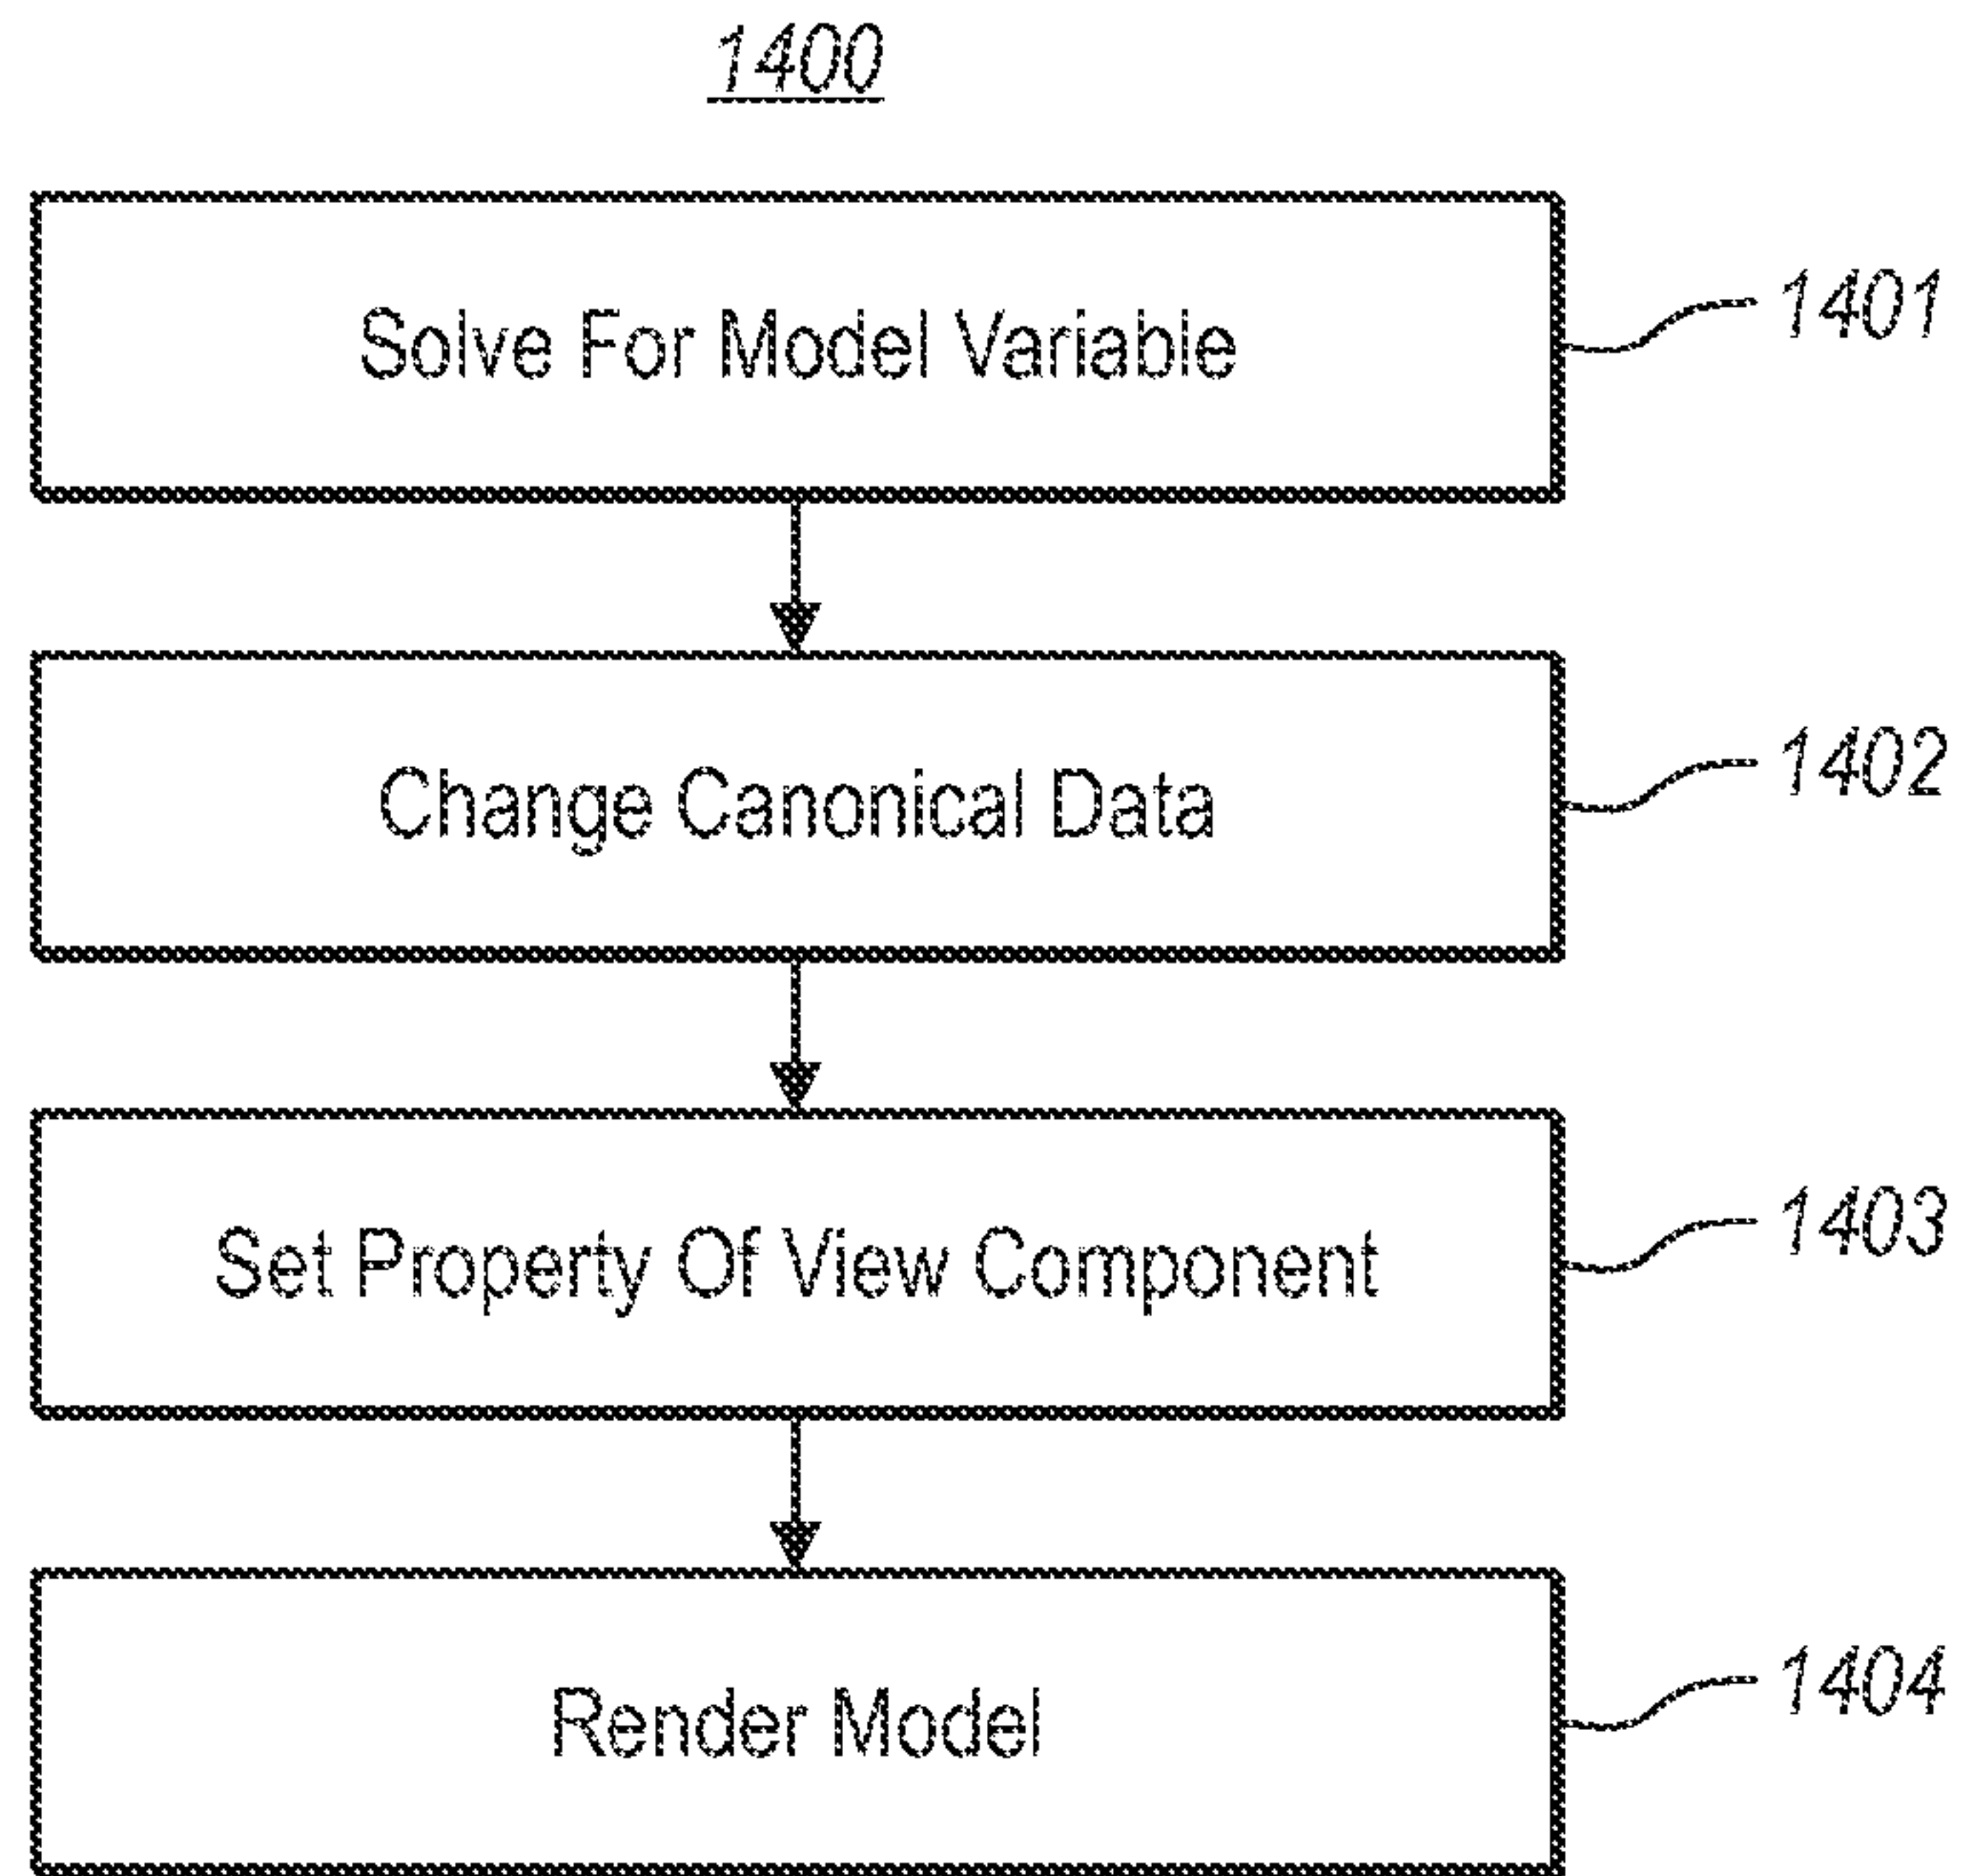 1400
Solve For Model Variable
1401
Change Canonical Data
1402
Set Property Of View Component
1403
Render Model
1404